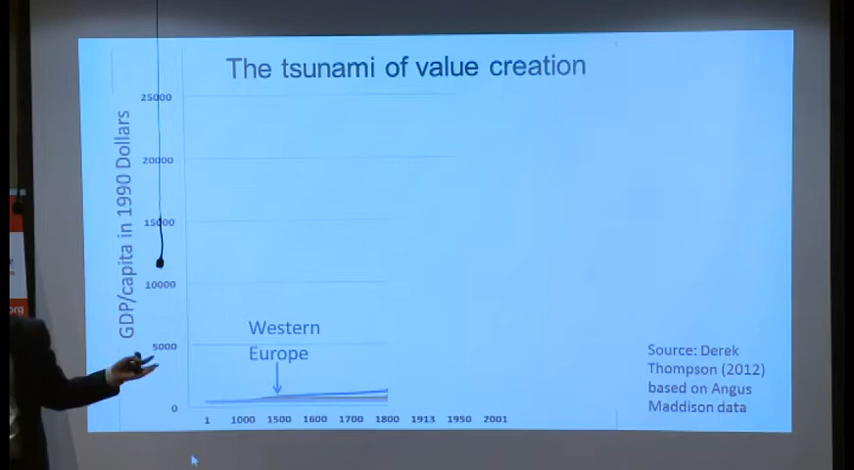 The tsunami of value creation
GDP/capita in 1990 Dollars
25000
20000
15000
10000
5000
0
Western
Europe
1 1000 1500 1600 1700 1800 1913 1950 2001
Source: Derek
Thompson (2012)
based on Angus
Maddison data
org